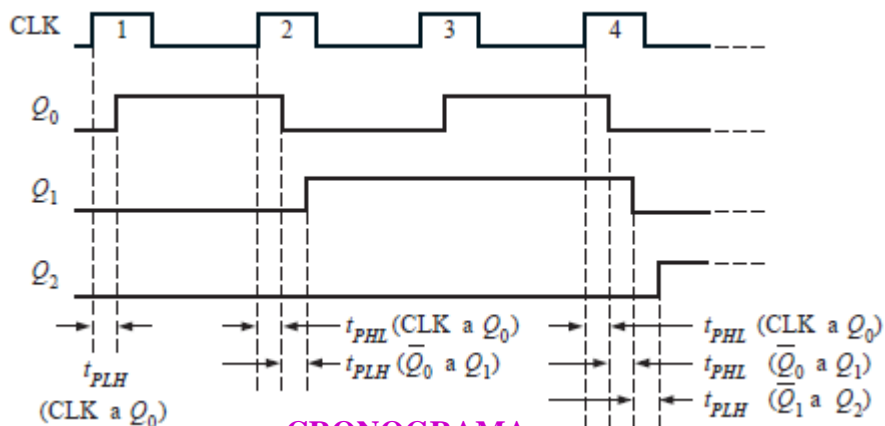 CLK 1 2 3 4
Q0
Q1
Q2
tPHL (CLK a Q0) tPHL (CLK a Q0)
tPLH (Q̅0 a Q1) tPHL (Q̅0 a Q1)
tPLH
(CLK a Q0)
tPLH (Q̅1 a Q2)
CRONOGRAMA